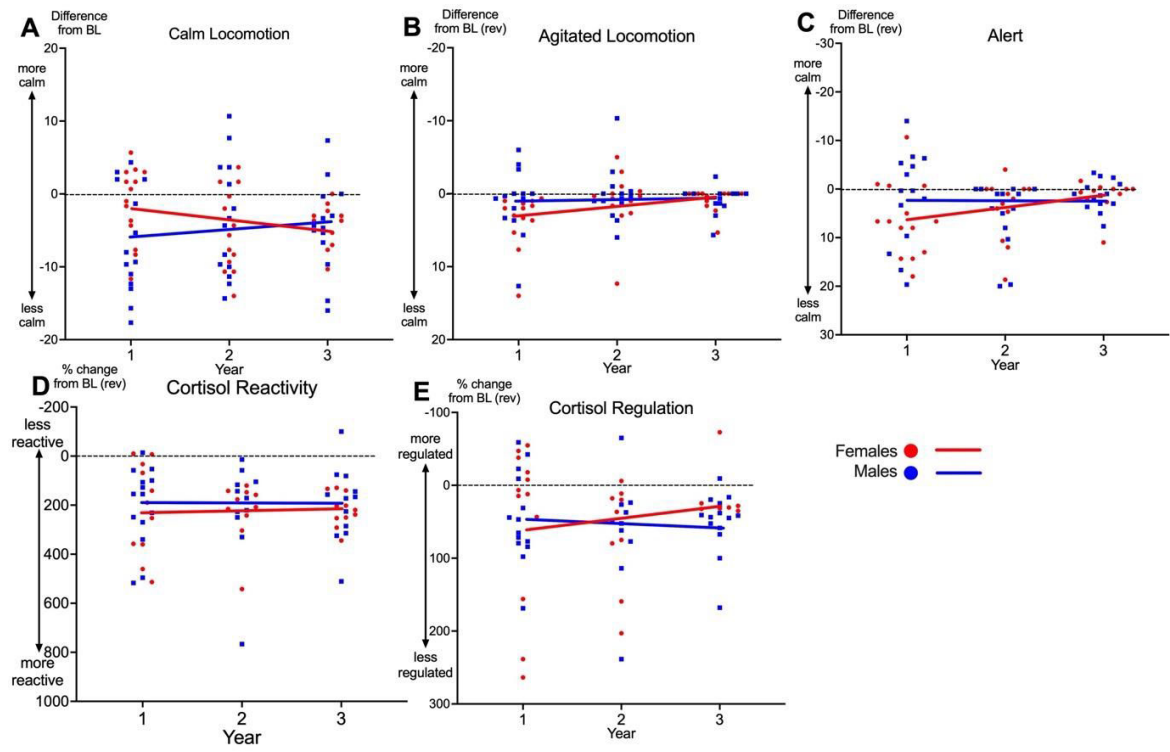 A
Difference
from BL
Calm Locomotion
20
more
calm
10
0
-10
less
calm
-20
1
2
3
Year
B
Difference
from BL (rev)
Agitated Locomotion
-20
more
calm
-10
0
10
less
calm
20
1
2
3
Year
C
Difference
from BL (rev)
Alert
-30
more
calm
-20
-10
0
10
20
less
calm
30
1
2
3
Year
D
% change
from BL (rev)
Cortisol Reactivity
-200
less
reactive
0
200
400
600
800
more
reactive
1000
1
2
3
Year
E
% change
from BL (rev)
Cortisol Regulation
-100
more
regulated
0
100
200
less
regulated
300
1
2
3
Year
Females
Males